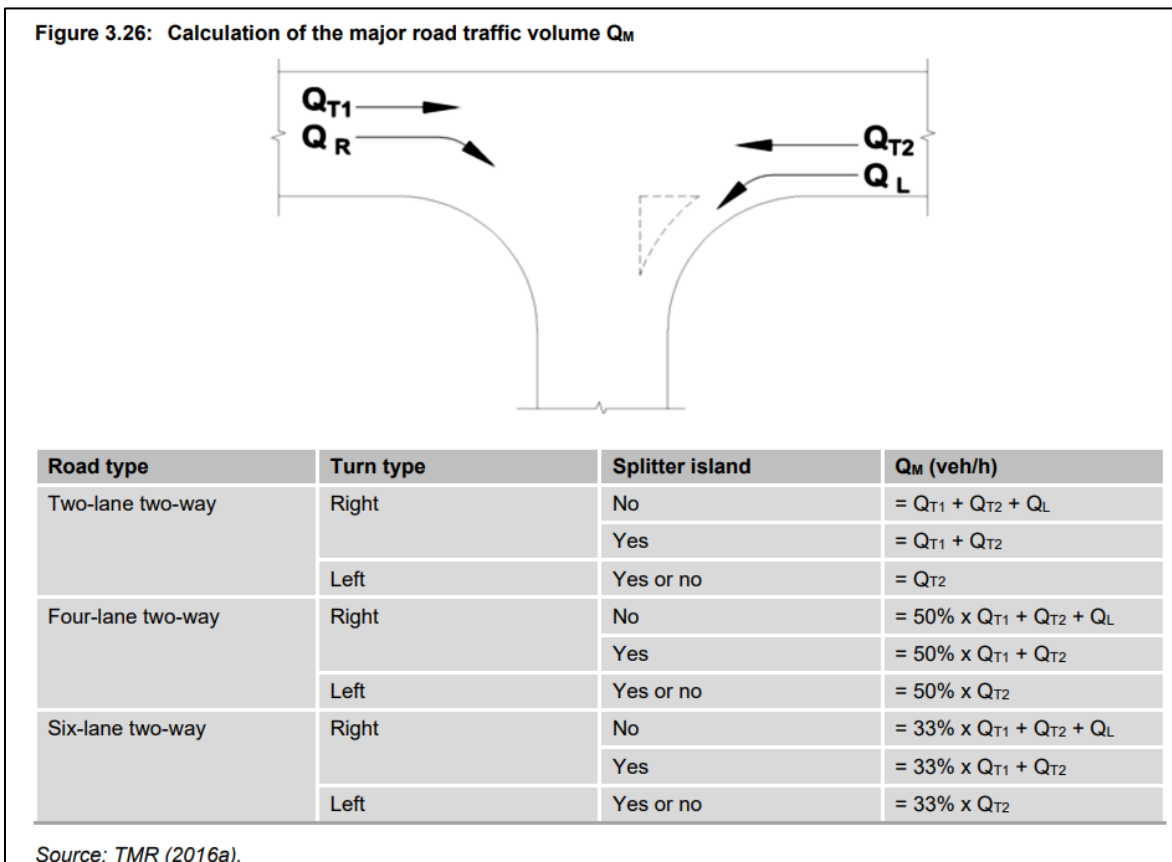 Figure 3.26: Calculation of the major road traffic volume QM
QT1
Q R
QT2
Q L
Road type Turn type Splitter island QM (veh/h)
Two-lane two-way Right No = QT1 + QT2 + QL
Yes = QT1 + QT2
Left Yes or no = QT2
Four-lane two-way Right No = 50% x QT1 + QT2 + QL
Yes = 50% x QT1 + QT2
Left Yes or no = 50% x QT2
Six-lane two-way Right No = 33% x QT1 + QT2 + QL
Yes = 33% x QT1 + QT2
Left Yes or no = 33% x QT2
Source: TMR (2016a).